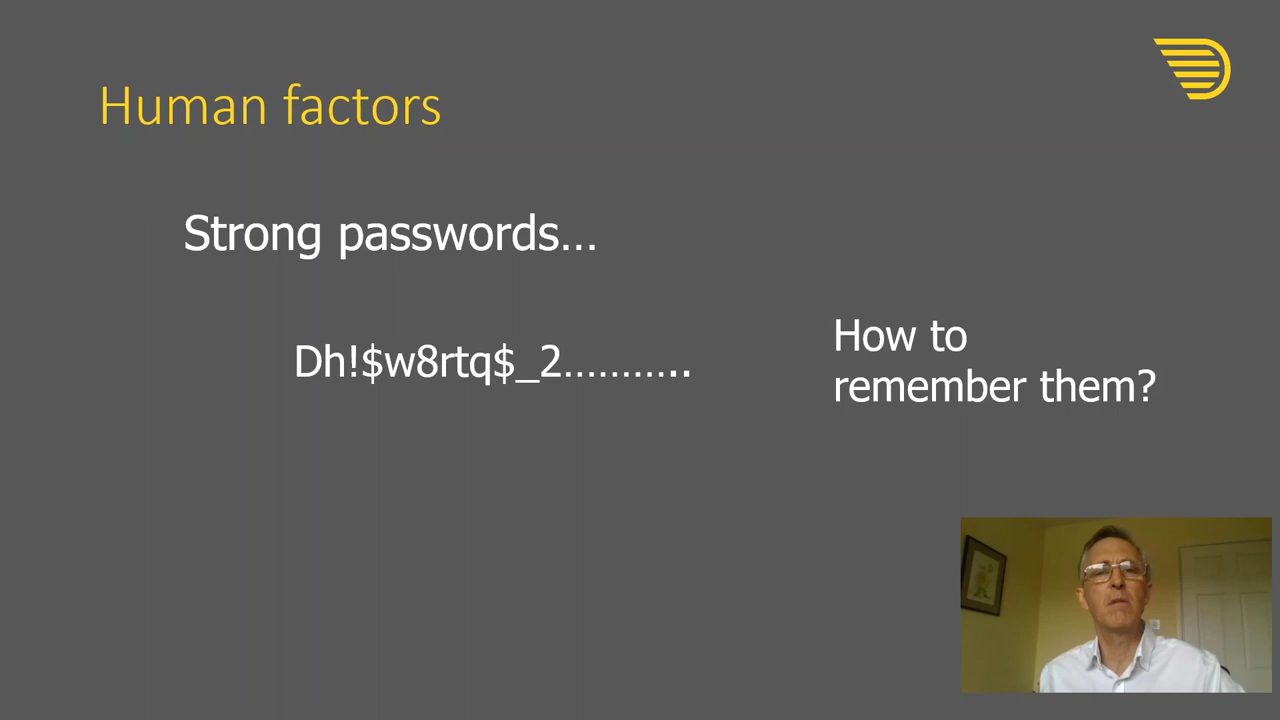 Human factors
Strong passwords…
Dh!$w8rtq$_2………..
How to
remember them?